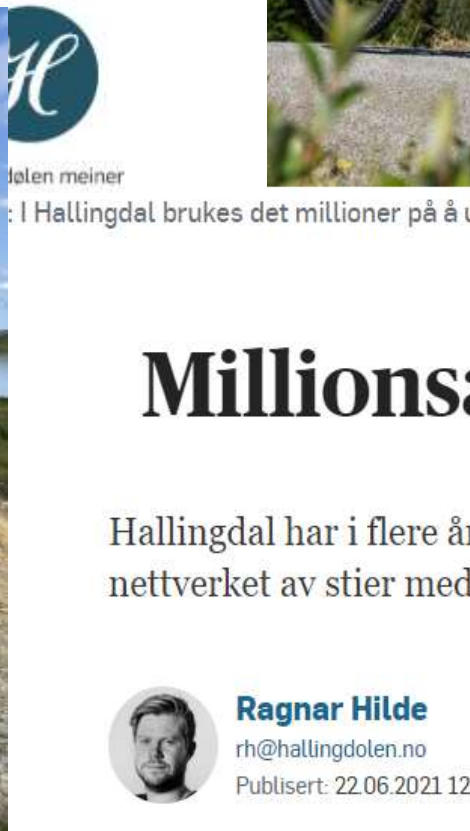 H
dølen meiner
: I Hallingdal brukes det millioner på å u
Millionsa
Hallingdal har i flere år
nettverket av stier med
Ragnar Hilde
rh@hallingdolen.no
Publisert: 22.06.2021 12